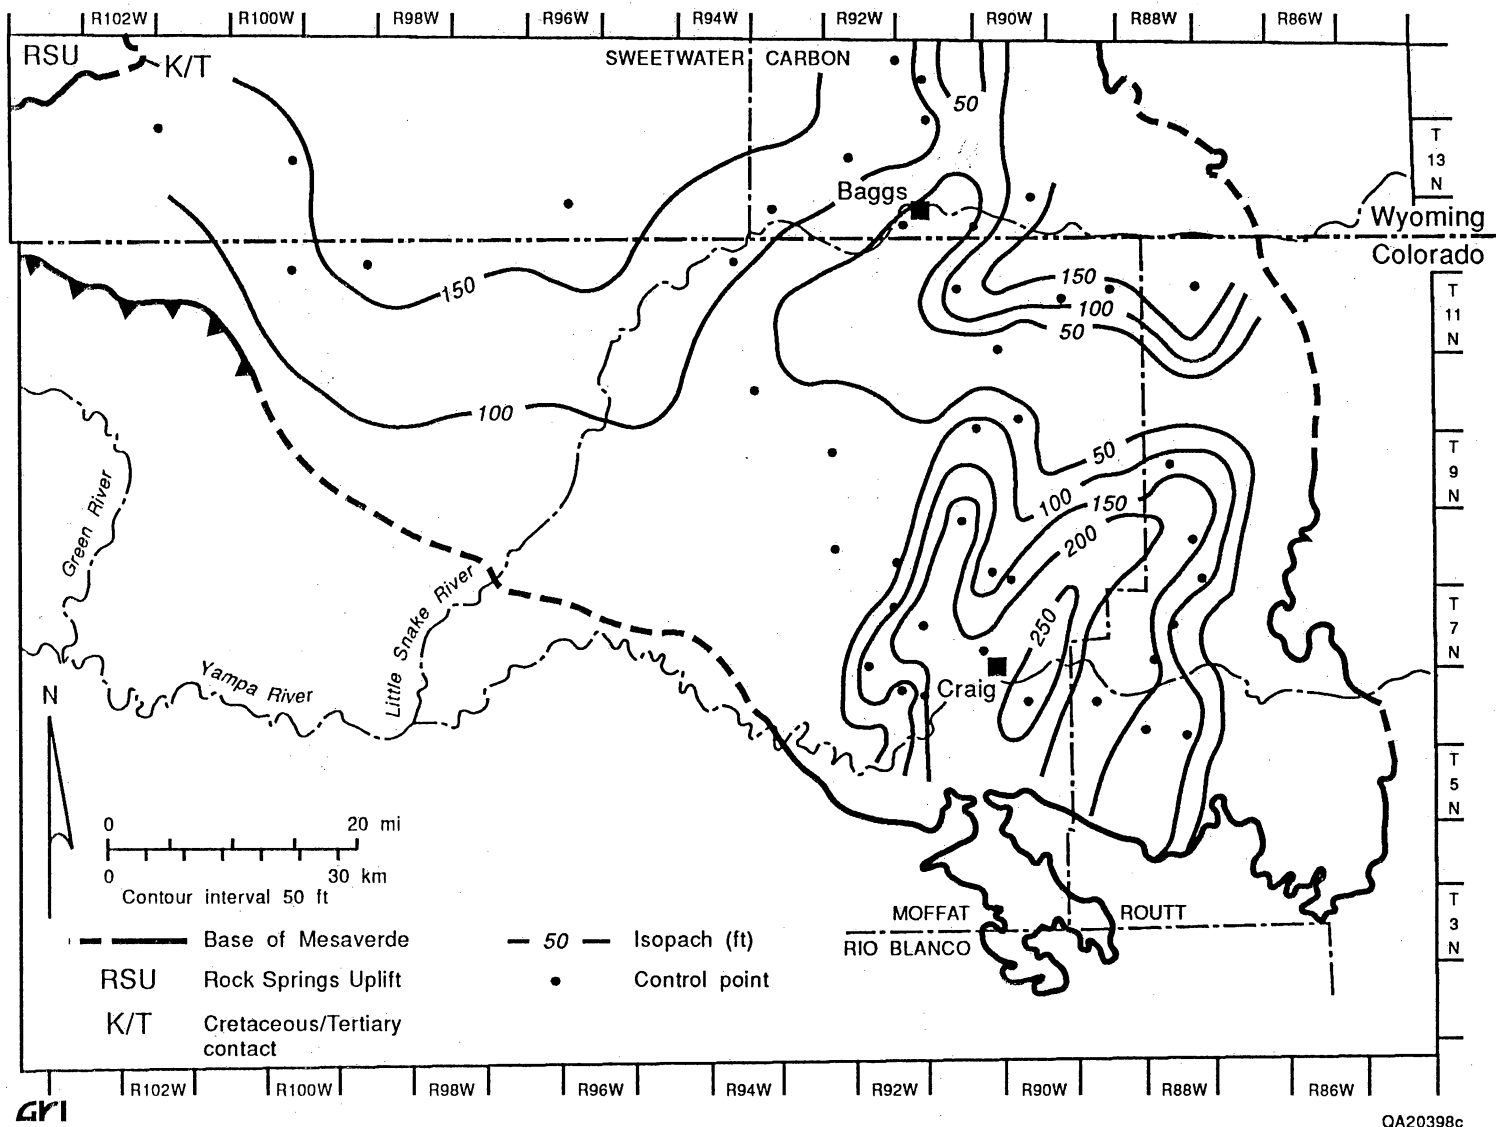 R102W R100W R98W R96W R94W R92W R90W R88W R86W
RSU
K/T
SWEETWATER CARBON
50
T
13
N
Baggs
Wyoming
Colorado
150
150
100
50
T
11
N
100
50
T
9
N
100
150
200
Green River
Little Snake River
250
T
7
N
Yampa River
N
Craig
T
5
N
0 20 mi
0 30 km
Contour interval 50 ft
MOFFAT ROUTT
RIO BLANCO
T
3
N
Base of Mesaverde
50 Isopach (ft)
RSU Rock Springs Uplift
Control point
K/T Cretaceous/Tertiary
contact
R102W R100W R98W R96W R94W R92W R90W R88W R86W
GRI
QA20398c